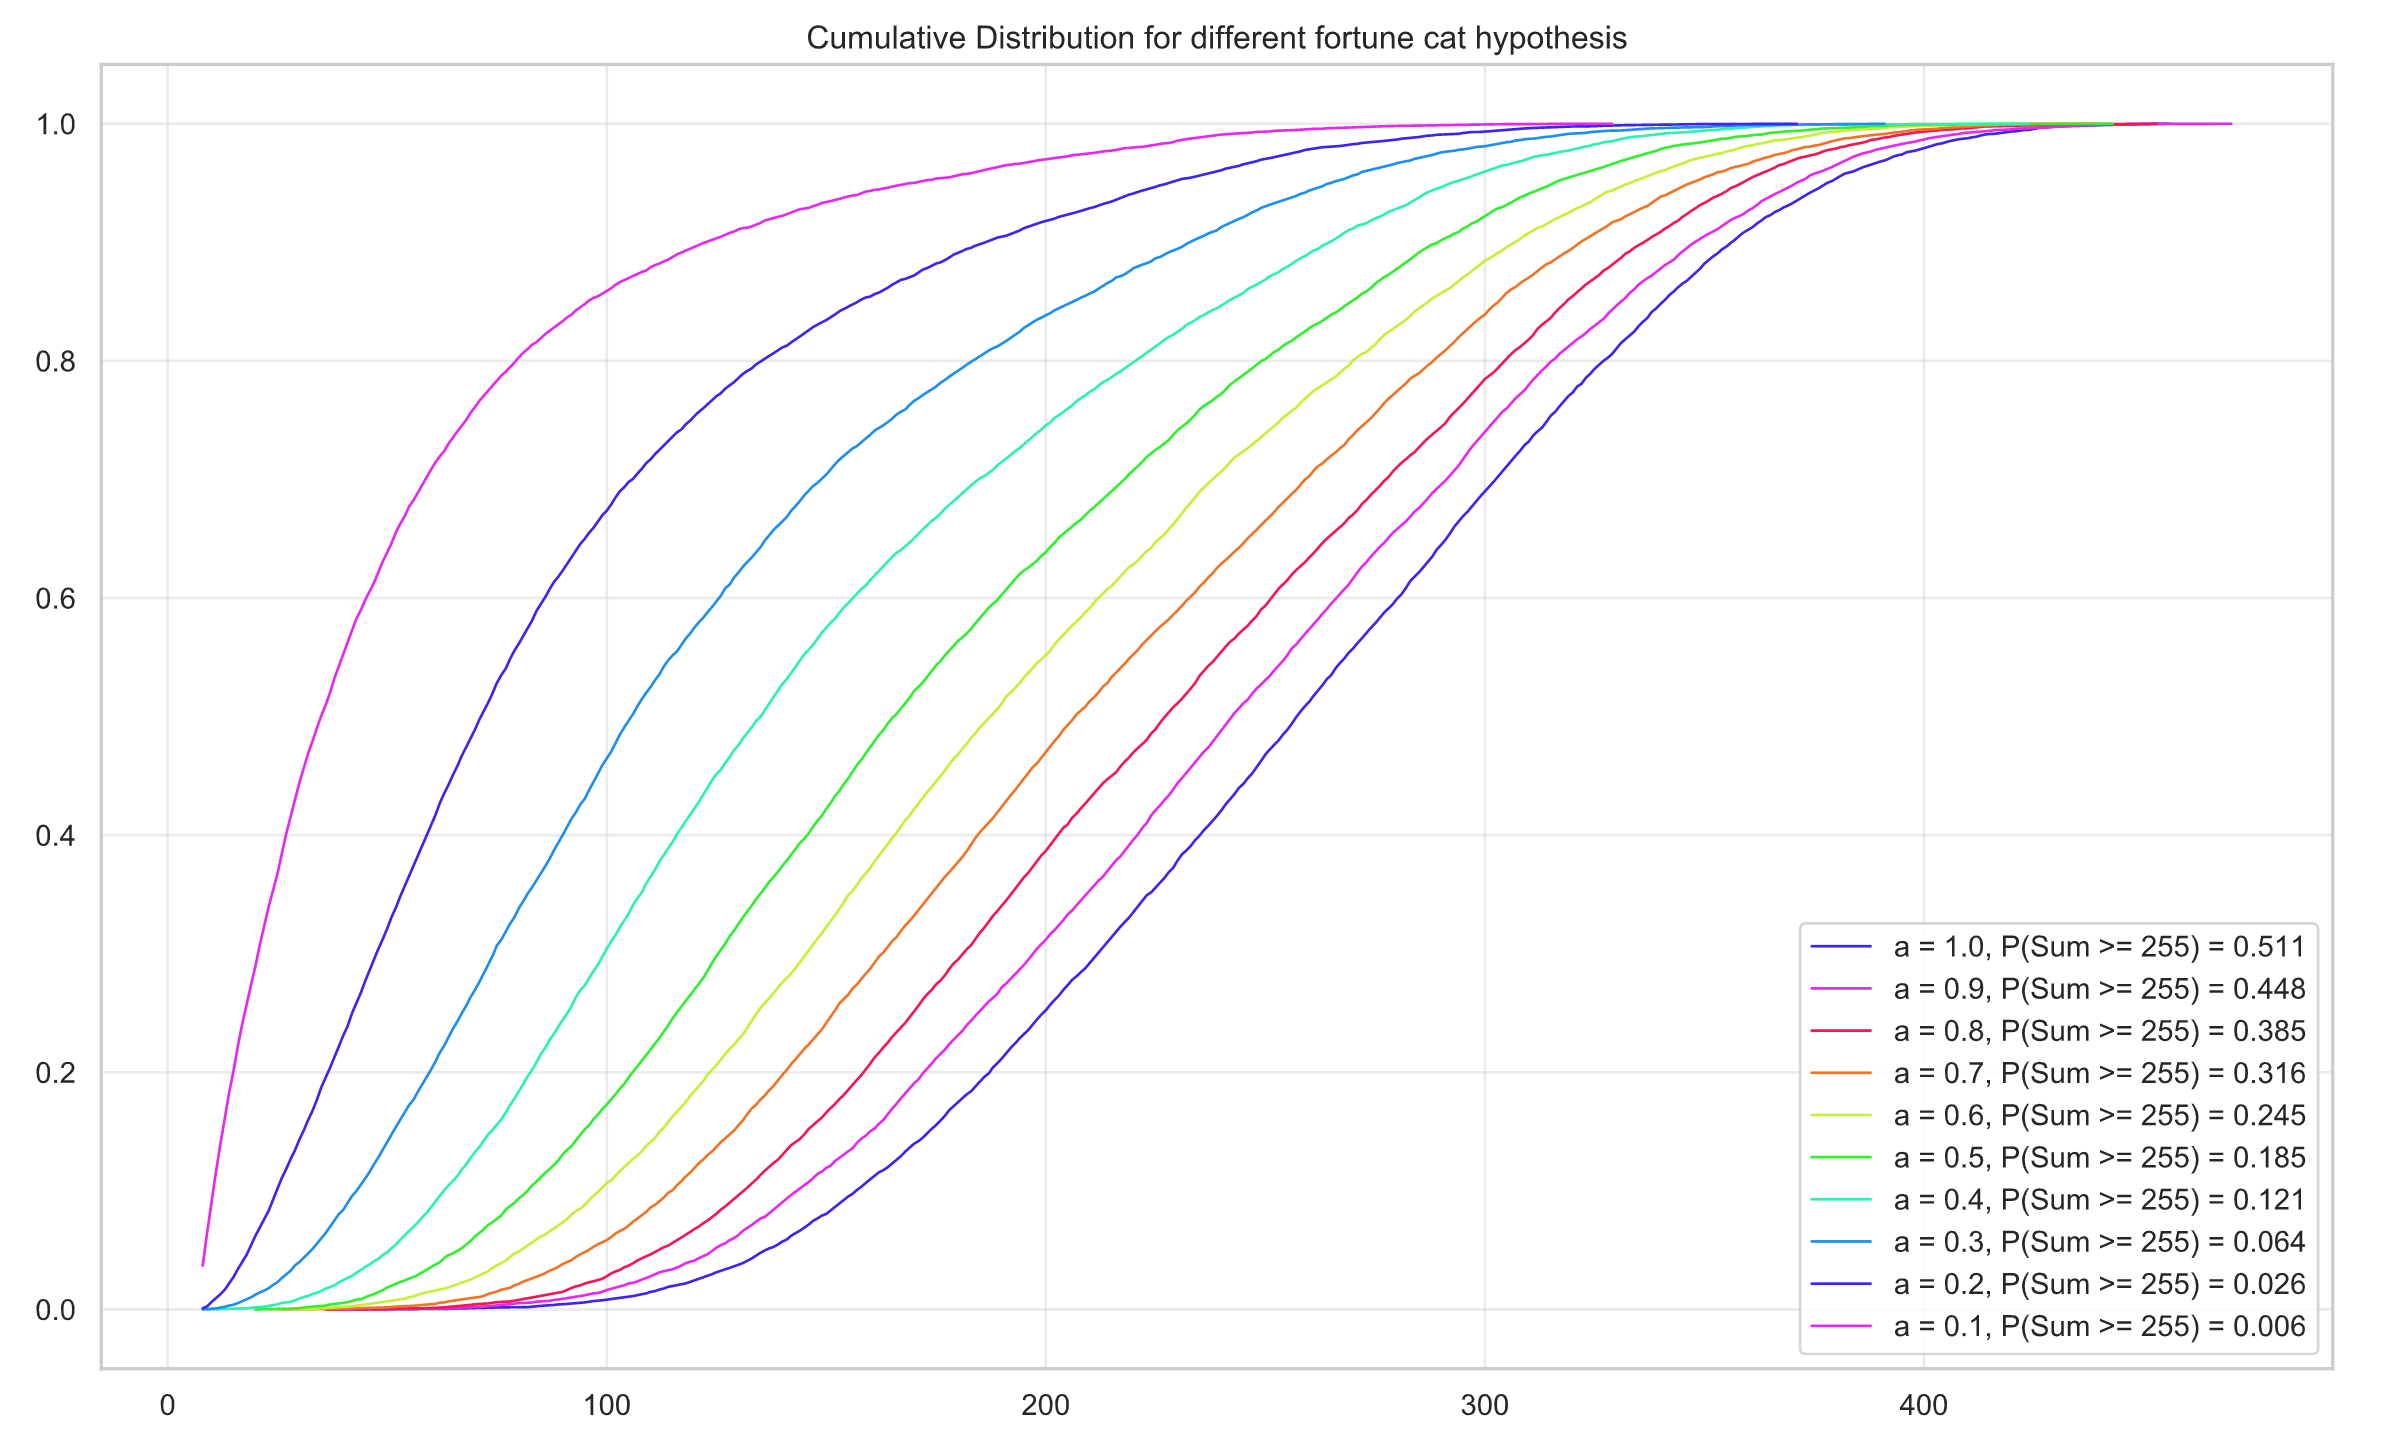 Cumulative Distribution for different fortune cat hypothesis
1.0
0.8
0.6
0.4
0.2
0.0
a = 1.0, P(Sum >= 255) = 0.511
a = 0.9, P(Sum >= 255) = 0.448
a = 0.8, P(Sum >= 255) = 0.385
a = 0.7, P(Sum >= 255) = 0.316
a = 0.6, P(Sum >= 255) = 0.245
a = 0.5, P(Sum >= 255) = 0.185
a = 0.4, P(Sum >= 255) = 0.121
a = 0.3, P(Sum >= 255) = 0.064
a = 0.2, P(Sum >= 255) = 0.026
a = 0.1, P(Sum >= 255) = 0.006
0 100 200 300 400